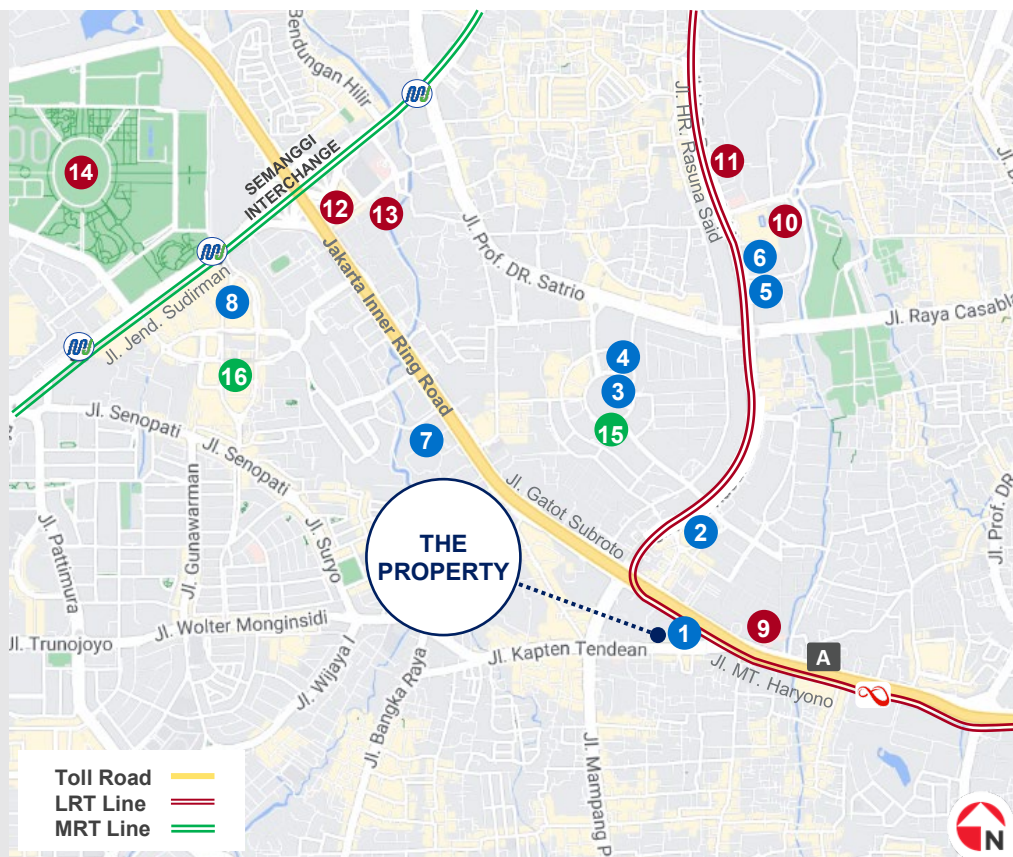 Bendungan Hilir
Jl. HR. Rasuna Said
11
14
SEMANGGI
INTERCHANGE
12
13
10
6
5
Jl. Prof. DR. Satrio
Jl. Raya Casabla
8
Jl. Jend. Sudirman
Jakarta Inner Ring Road
4
3
16
15
Jl. Senopati
Jl. Senopati
7
Jl. Gunawarman
Jl. Suryo
Jl. Pattimura
Jl. Gatot Subroto
2
Jl. Prof. DR
THE
PROPERTY
Jl. Trunojoyo
Jl. Wolter Monginsidi
Jl. Wijaya I
Jl. Bangka Raya
Jl. Kapten Tendean
1
9
A
Jl. MT. Haryono
Jl. Mampang P
Toll Road
LRT Line
MRT Line
N